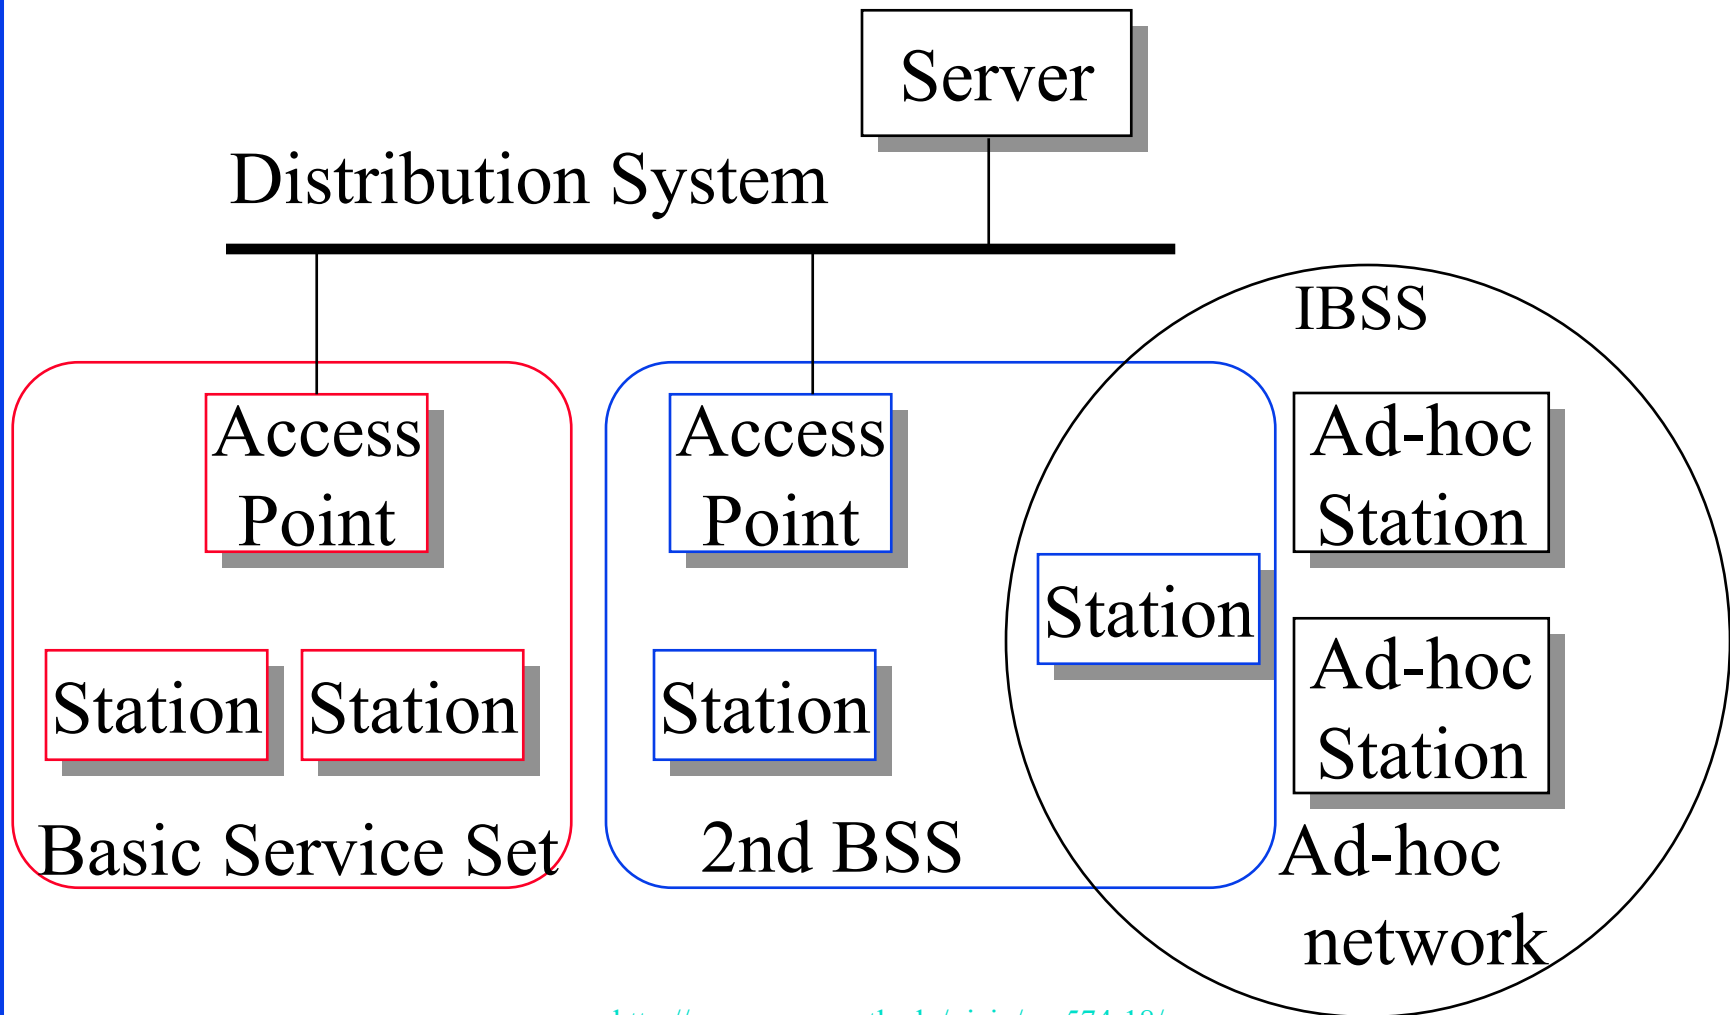 Server
Distribution System
IBSS
Access
Point
Access
Point
Ad-hoc
Station
Station
Ad-hoc
Station
Station
Station
Station
Basic Service Set
2nd BSS
Ad-hoc
network